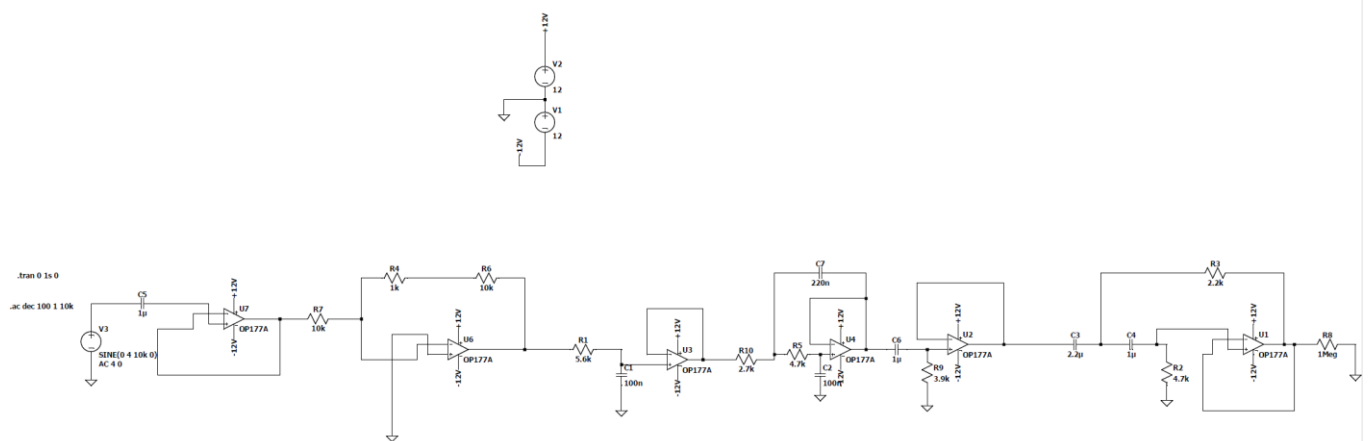 +12V
V2
12
V1
12
-12V
.tran 0 1s 0
.ac dec 100 1 10k
V3
SINE(0 4 10k 0)
AC 4 0
C5
1µ
+12V
U7
OP177A
-12V
R7
10k
R4
1k
R6
10k
+12V
U6
OP177A
-12V
R1
5.6k
C1
100n
+12V
U3
OP177A
-12V
R10
2.7k
C7
220n
R5
4.7k
C2
100n
+12V
U4
OP177A
-12V
C6
1µ
R9
3.9k
+12V
U2
OP177A
-12V
C3
2.2µ
C4
1µ
R3
2.2k
R2
4.7k
+12V
U1
OP177A
-12V
R8
1Meg